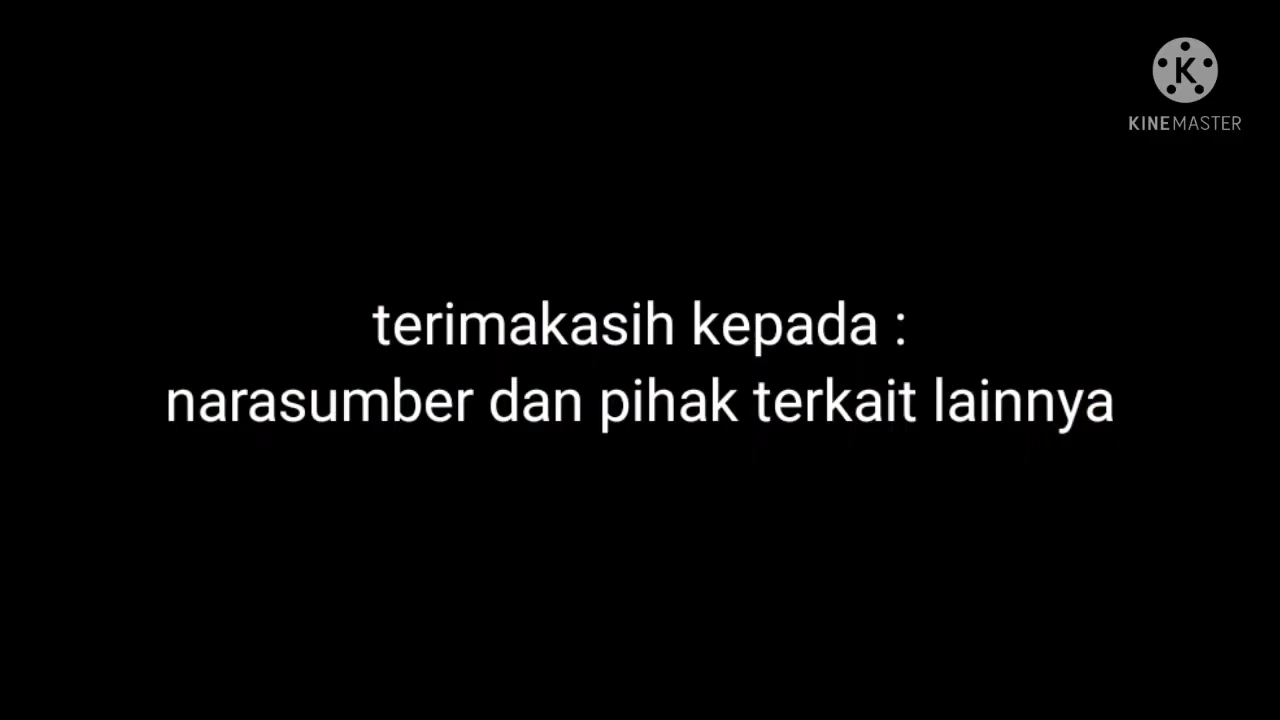 K
KINEMASTER
terimakasih kepada :
narasumber dan pihak terkait lainnya